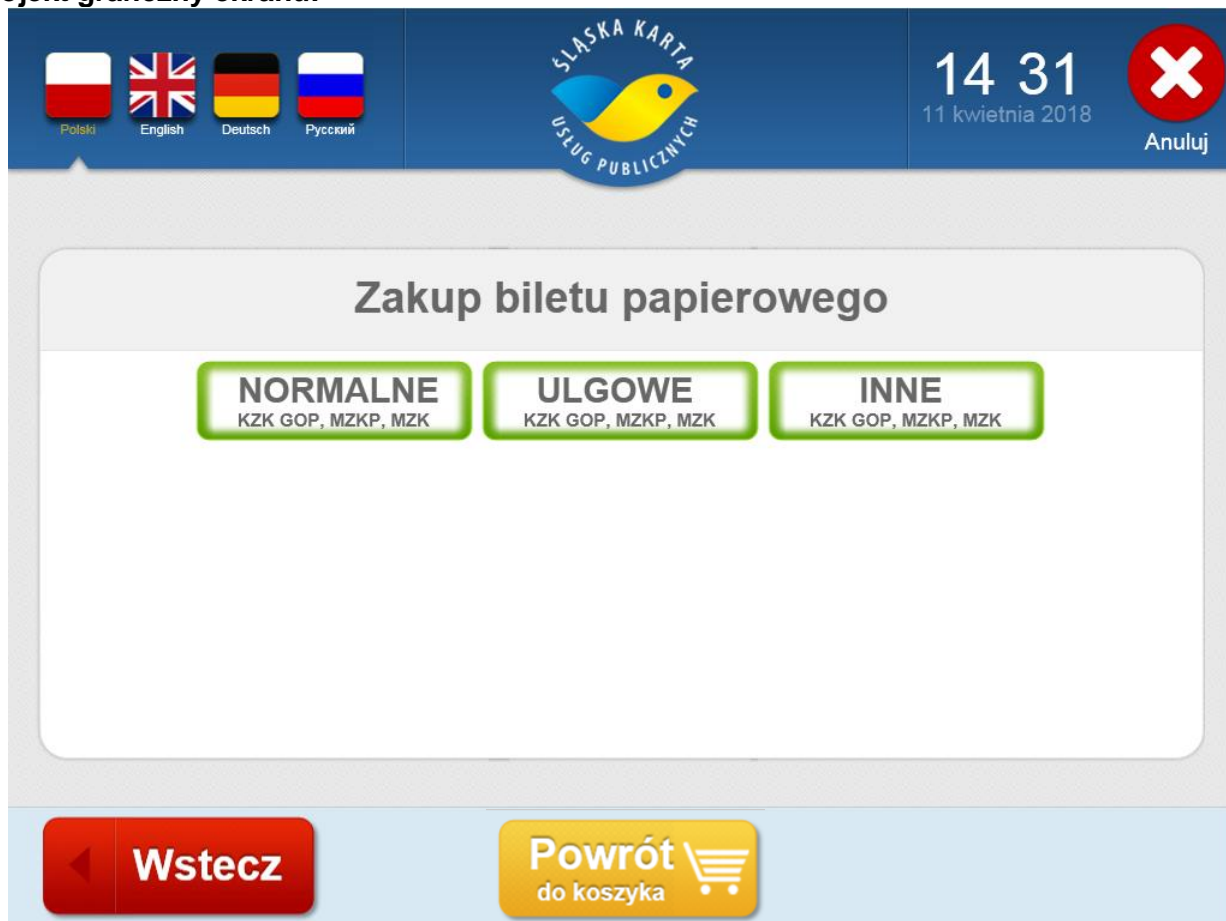 Polski English Deutsch Русский
ŚLĄSKA KARTA
USŁUG PUBLICZNYCH
14 31
11 kwietnia 2018
Anuluj
Zakup biletu papierowego
NORMALNE
KZK GOP, MZKP, MZK
ULGOWE
KZK GOP, MZKP, MZK
INNE
KZK GOP, MZKP, MZK
Wstecz
Powrót
do koszyka